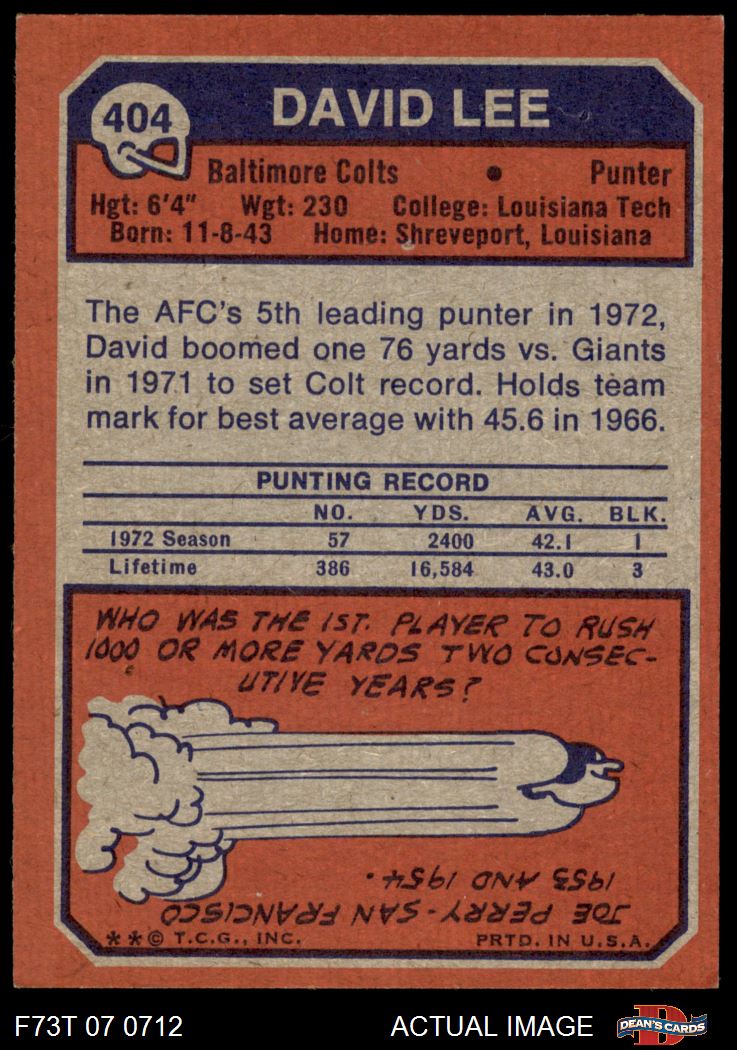 404
DAVID LEE
Baltimore Colts • Punter
Hgt: 6'4" Wgt: 230 College: Louisiana Tech
Born: 11-8-43 Home: Shreveport, Louisiana
The AFC's 5th leading punter in 1972,
David boomed one 76 yards vs. Giants
in 1971 to set Colt record. Holds team
mark for best average with 45.6 in 1966.
PUNTING RECORD
NO. YDS. AVG. BLK.
1972 Season 57 2400 42.1 1
Lifetime 386 16,584 43.0 3
WHO WAS THE 1ST. PLAYER TO RUSH
1000 OR MORE YARDS TWO CONSEC-
UTIVE YEARS?
JOE PERRY-SAN FRANCISCO
1953 AND 1954.
**© T.C.G., INC. PRTD. IN U.S.A.
F73T 07 0712 ACTUAL IMAGE
D
DEAN'S CARDS